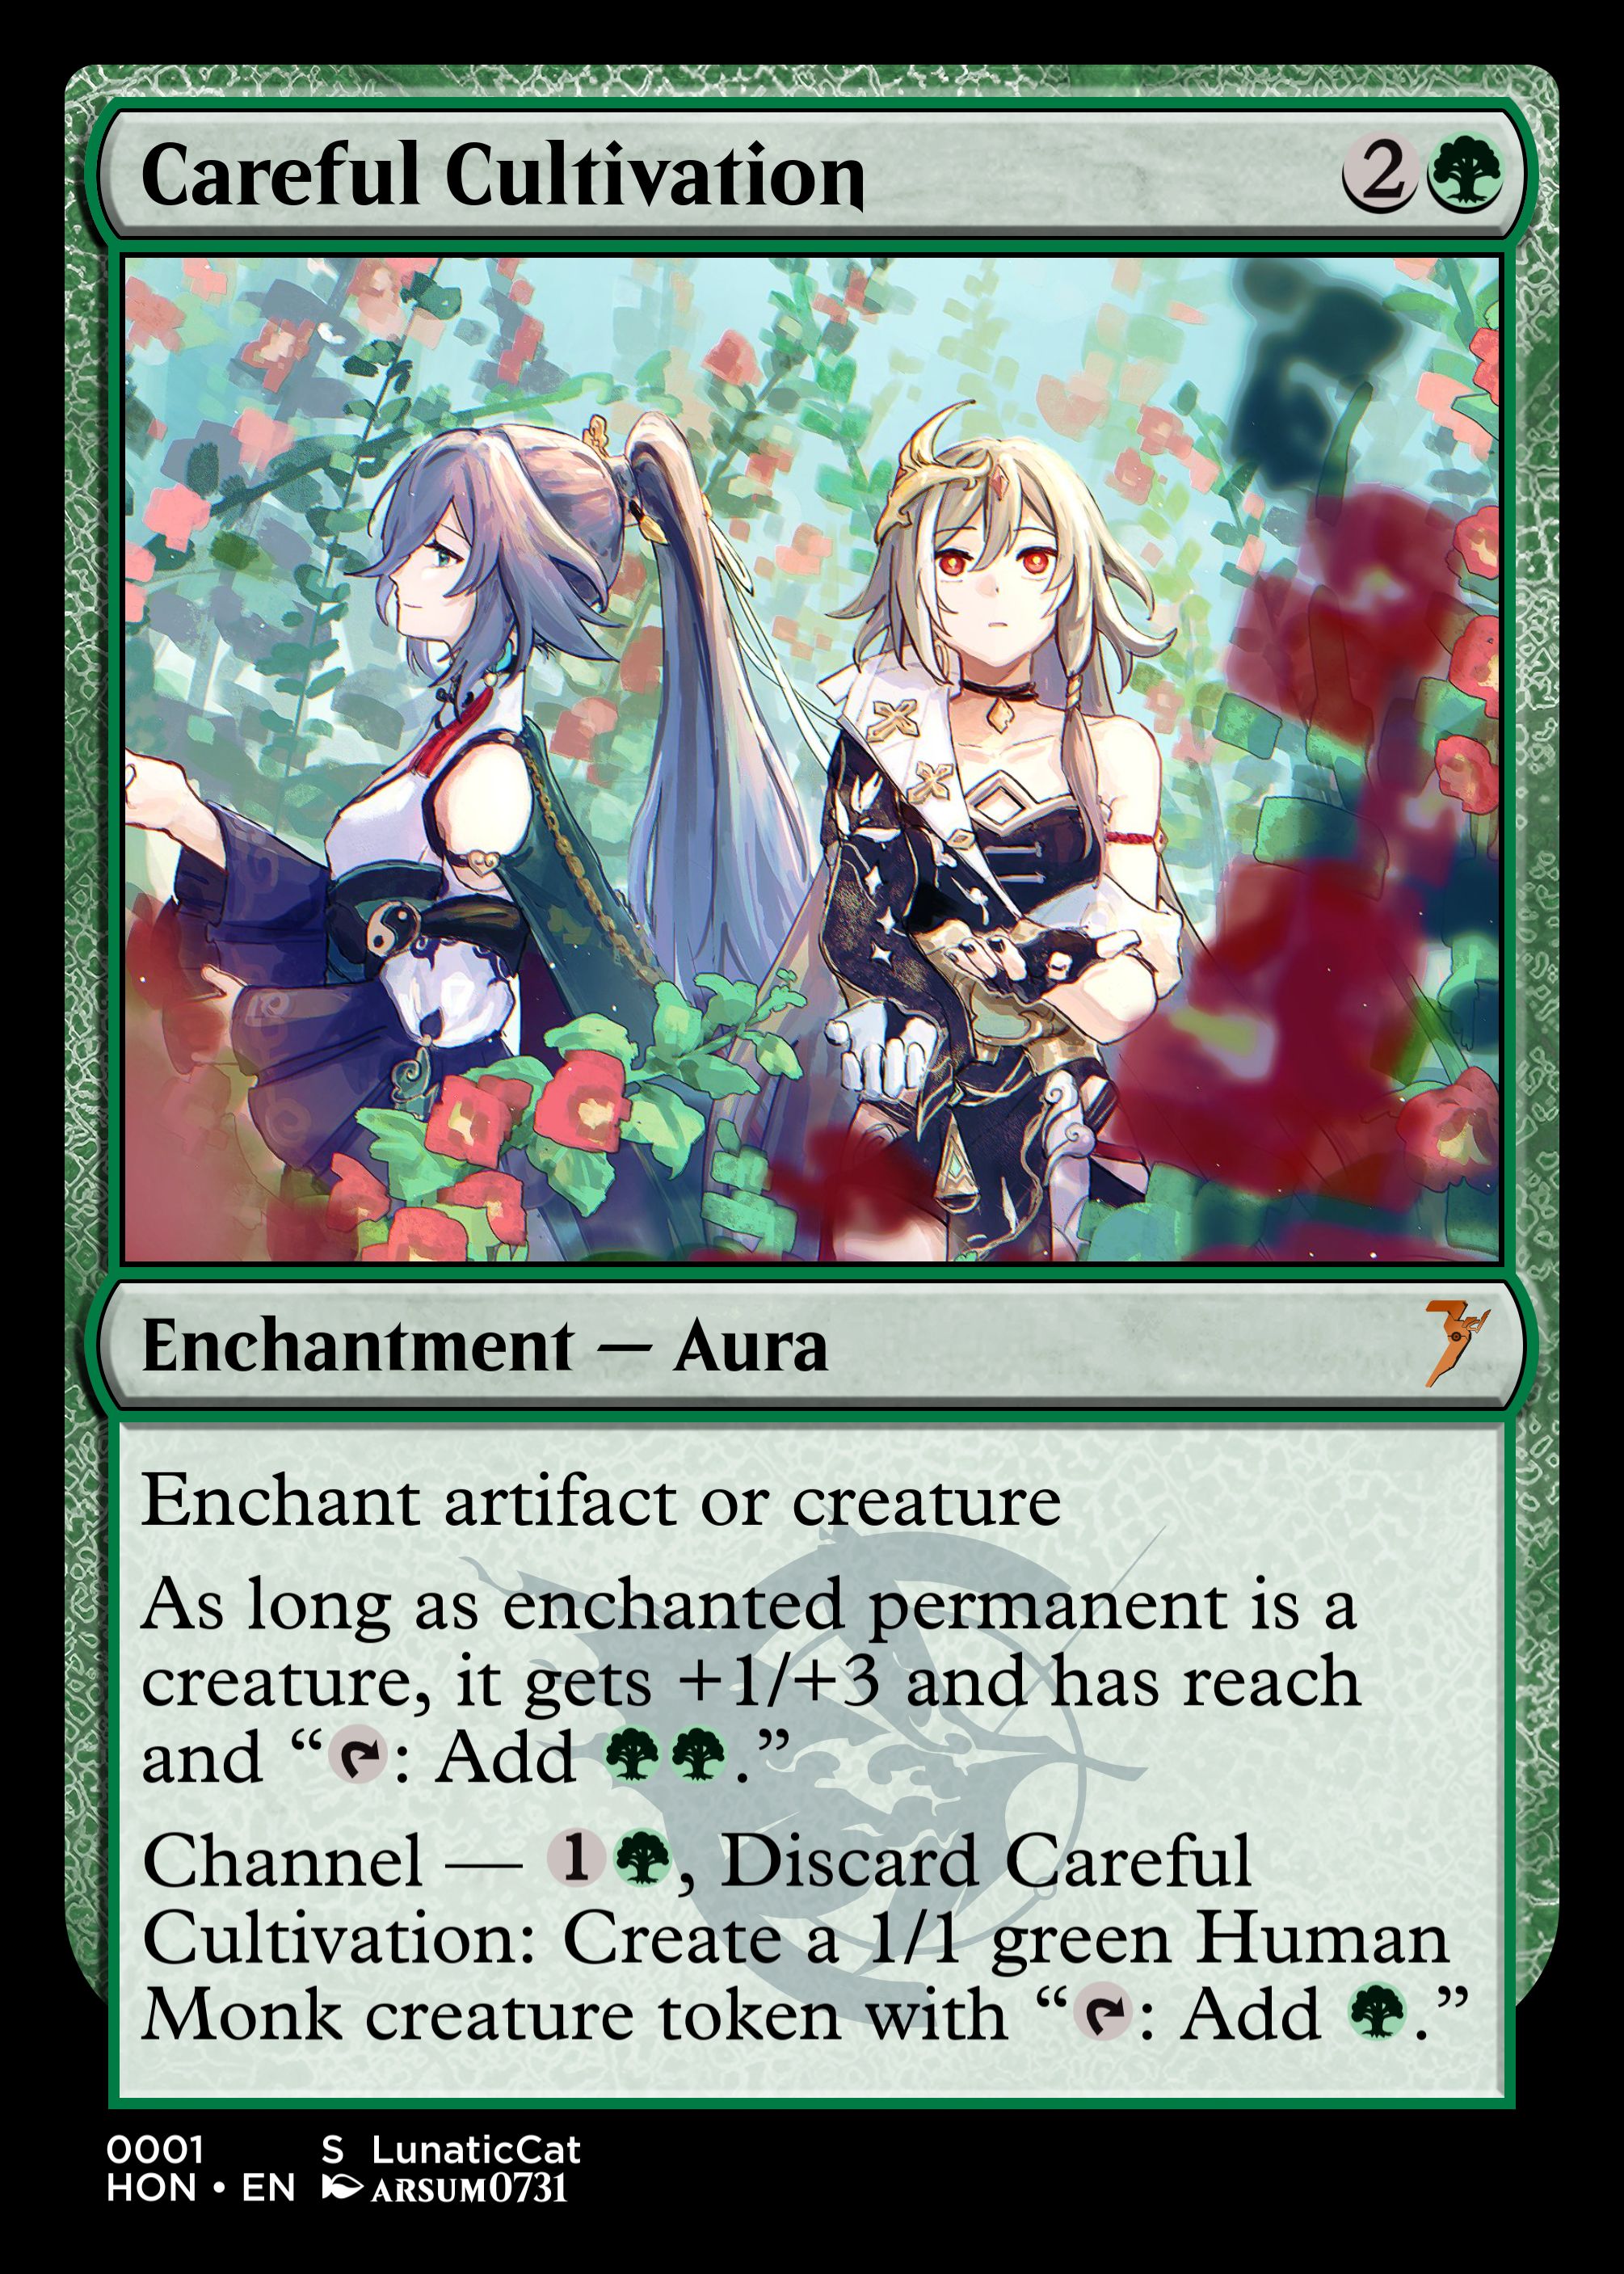 Careful Cultivation 2
Enchantment — Aura
Enchant artifact or creature
As long as enchanted permanent is a
creature, it gets +1/+3 and has reach
and “: Add .”
Channel — 1, Discard Careful
Cultivation: Create a 1/1 green Human
Monk creature token with “: Add .”
0001 S LunaticCat
HON • EN ARSUM0731